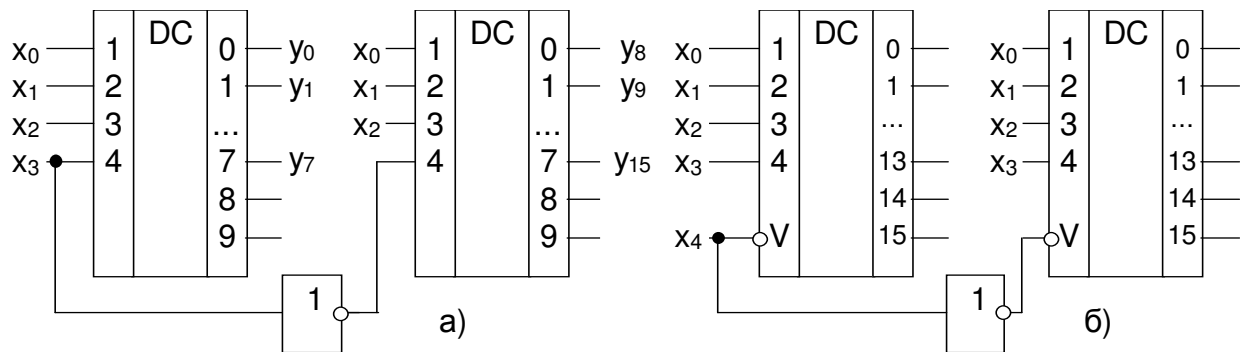 DC DC DC DC
x0 1 0 y0 x0 1 0 y8 x0 1 0 x0 1 0
x1 2 1 y1 x1 2 1 y9 x1 2 1 x1 2 1
x2 3 ... x2 3 ... x2 3 ... x2 3 ...
x3 4 7 y7 4 7 y15 x3 4 13 x3 4 13
8 8 14 14
9 9 x4 V 15 V 15
1 1
а) б)